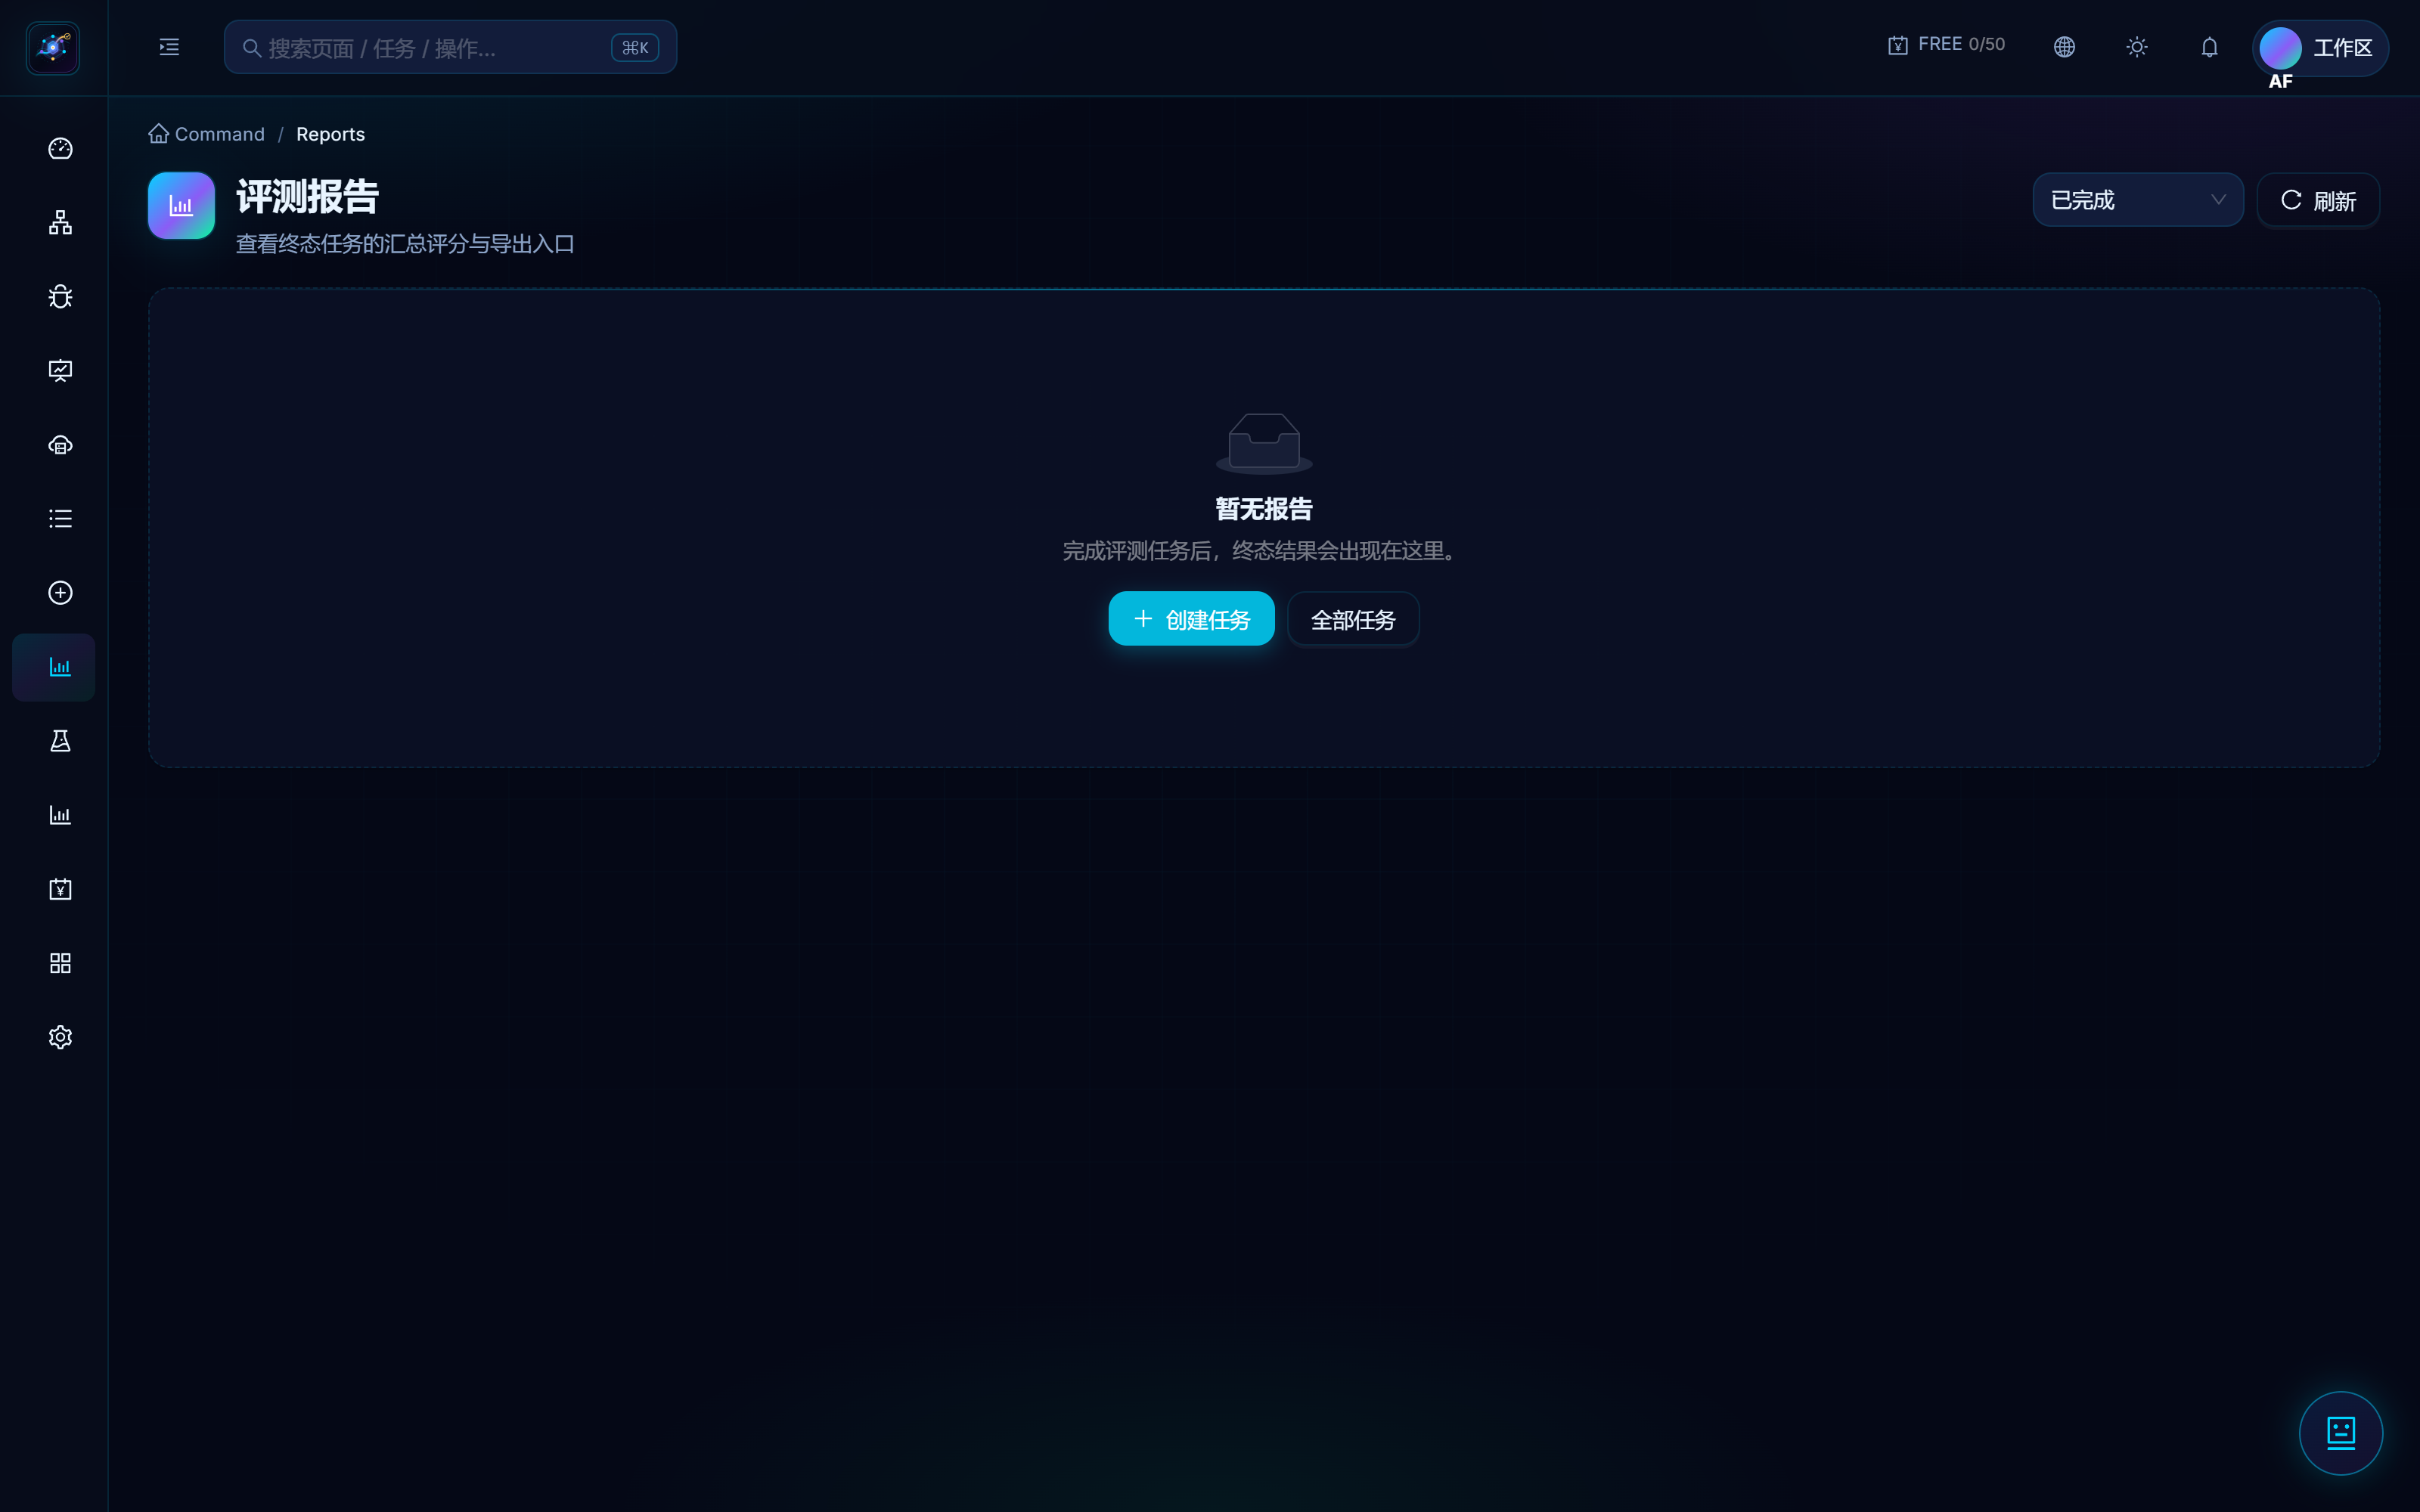 搜索页面 / 任务 / 操作... ⌘K
FREE 0/50
工作区
AF
Command / Reports
评测报告
查看终态任务的汇总评分与导出入口
已完成
刷新
暂无报告
完成评测任务后，终态结果会出现在这里。
创建任务
全部任务